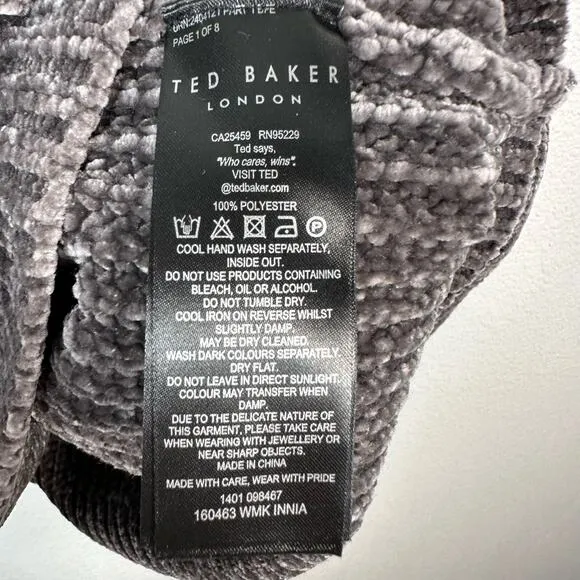 PAGE 1 OF 8
TED BAKER
LONDON
CA25459 RN95229
Ted says,
"Who cares, wins".
VISIT TED
@tedbaker.com
100% POLYESTER
COOL HAND WASH SEPARATELY,
INSIDE OUT.
DO NOT USE PRODUCTS CONTAINING
BLEACH, OIL OR ALCOHOL.
DO NOT TUMBLE DRY.
COOL IRON ON REVERSE WHILST
SLIGHTLY DAMP.
MAY BE DRY CLEANED.
WASH DARK COLOURS SEPARATELY.
DRY FLAT.
DO NOT LEAVE IN DIRECT SUNLIGHT.
COLOUR MAY TRANSFER WHEN
DAMP.
DUE TO THE DELICATE NATURE OF
THIS GARMENT, PLEASE TAKE CARE
WHEN WEARING WITH JEWELLERY OR
NEAR SHARP OBJECTS.
MADE IN CHINA
MADE WITH CARE, WEAR WITH PRIDE
1401 098467
160463 WMK INNIA